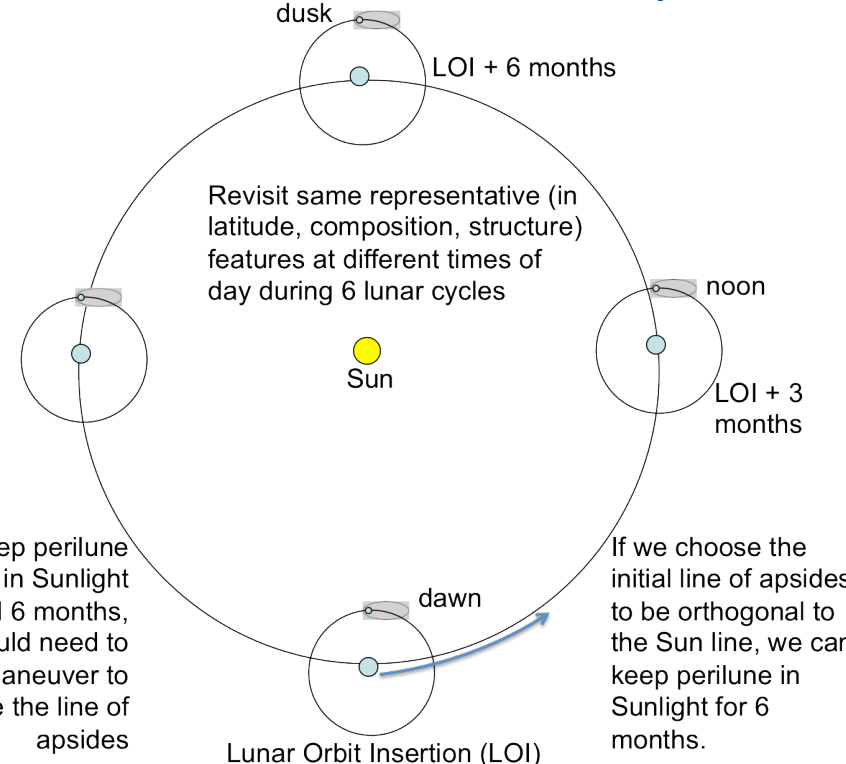 dusk
LOI + 6 months
Revisit same representative (in
latitude, composition, structure)
features at different times of
day during 6 lunar cycles
noon
Sun
LOI + 3
months
perilune
in Sunlight
6 months,
need to
to
the line of
apsides
If we choose the
initial line of apsides
to be orthogonal to
the Sun line, we can
keep perilune in
Sunlight for 6
months.
dawn
Lunar Orbit Insertion (LOI)